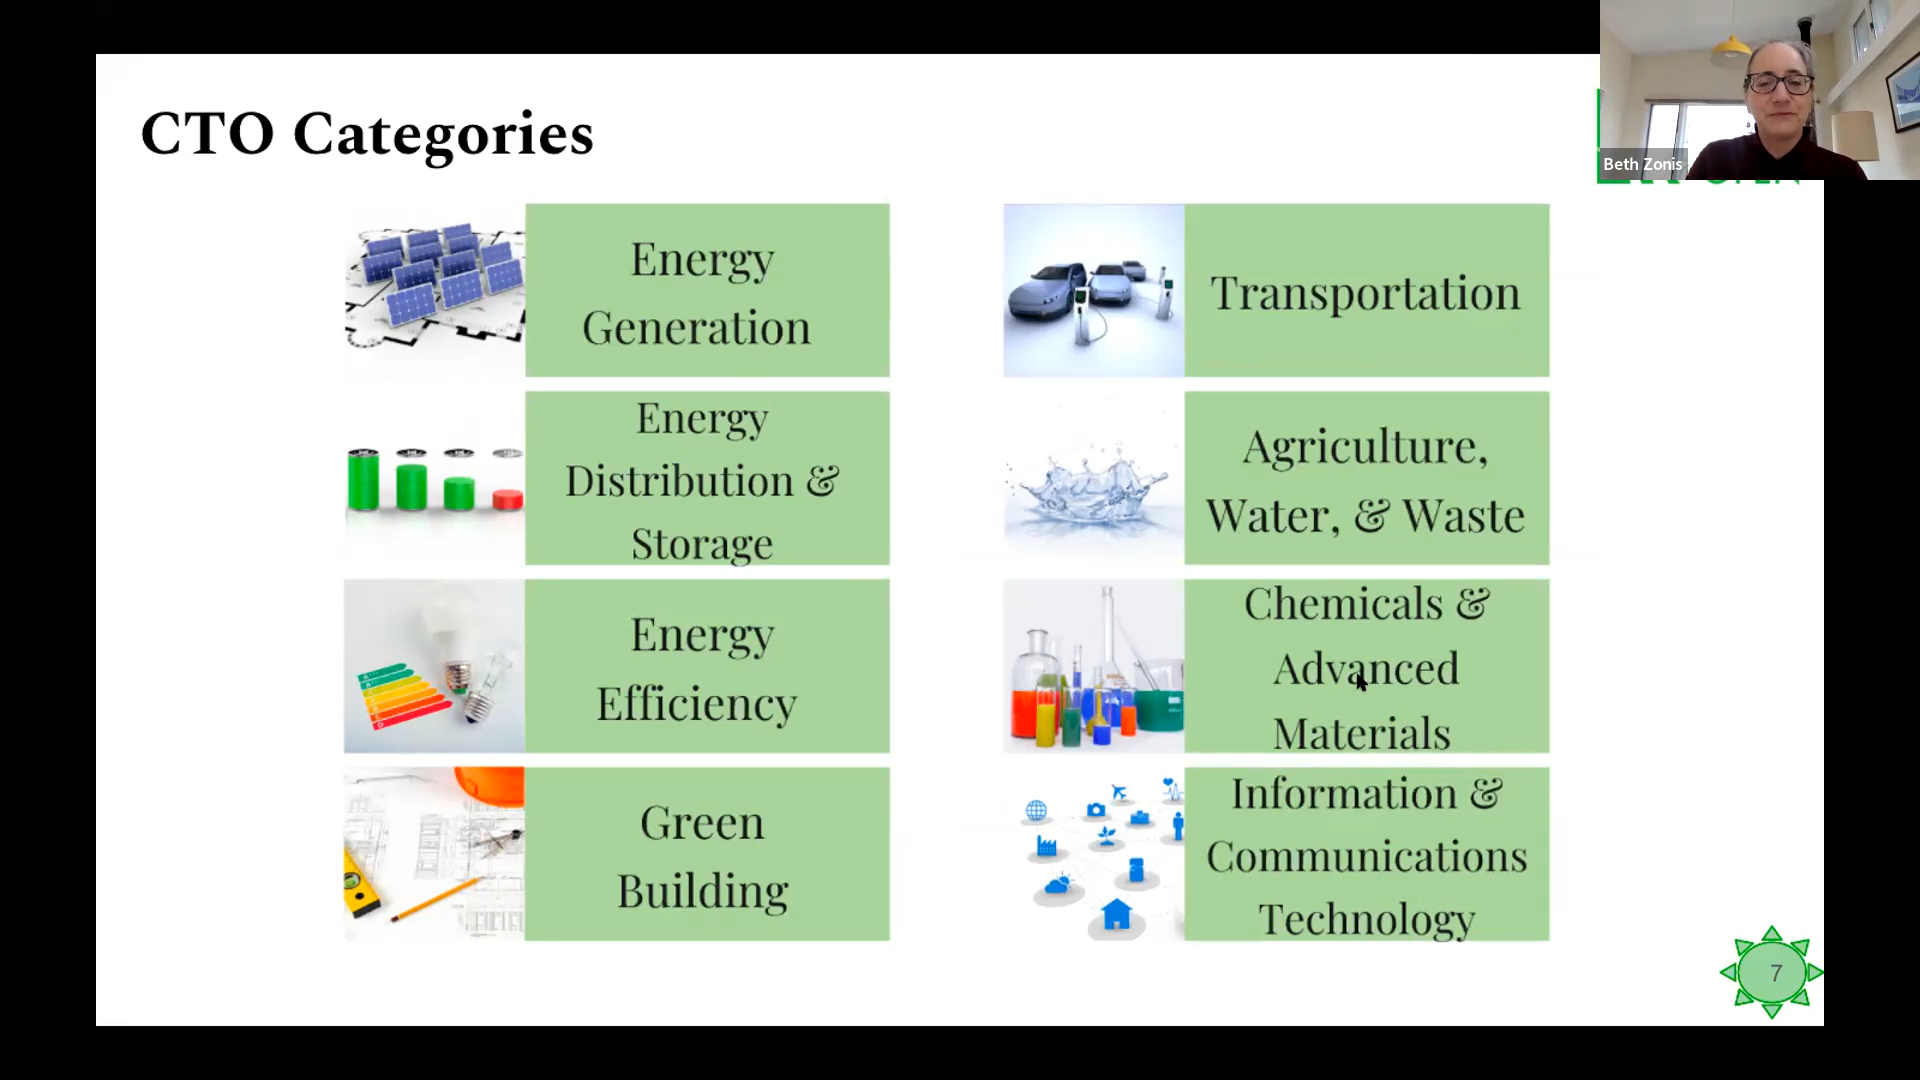 CTO Categories
Beth Zonis
Energy
Generation
Transportation
Energy
Distribution &
Storage
Agriculture,
Water, & Waste
Energy
Efficiency
Chemicals &
Advanced
Materials
Green
Building
Information &
Communications
Technology
7